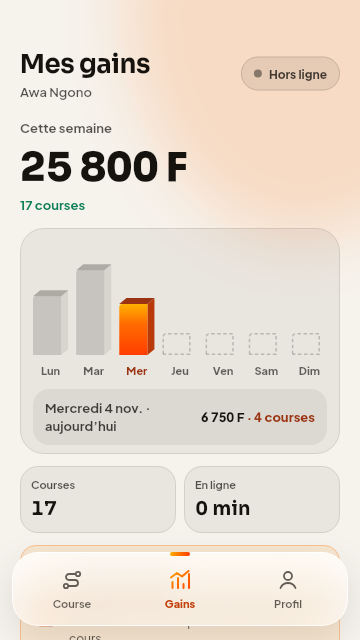 Mes gains
Hors ligne
Awa Ngono
Cette semaine
25 800 F
17 courses
Lun Mar Mer Jeu Ven Sam Dim
Mercredi 4 nov. ·
aujourd’hui
6 750 F · 4 courses
Courses
17
En ligne
0 min
Course
Gains
Profil
cours